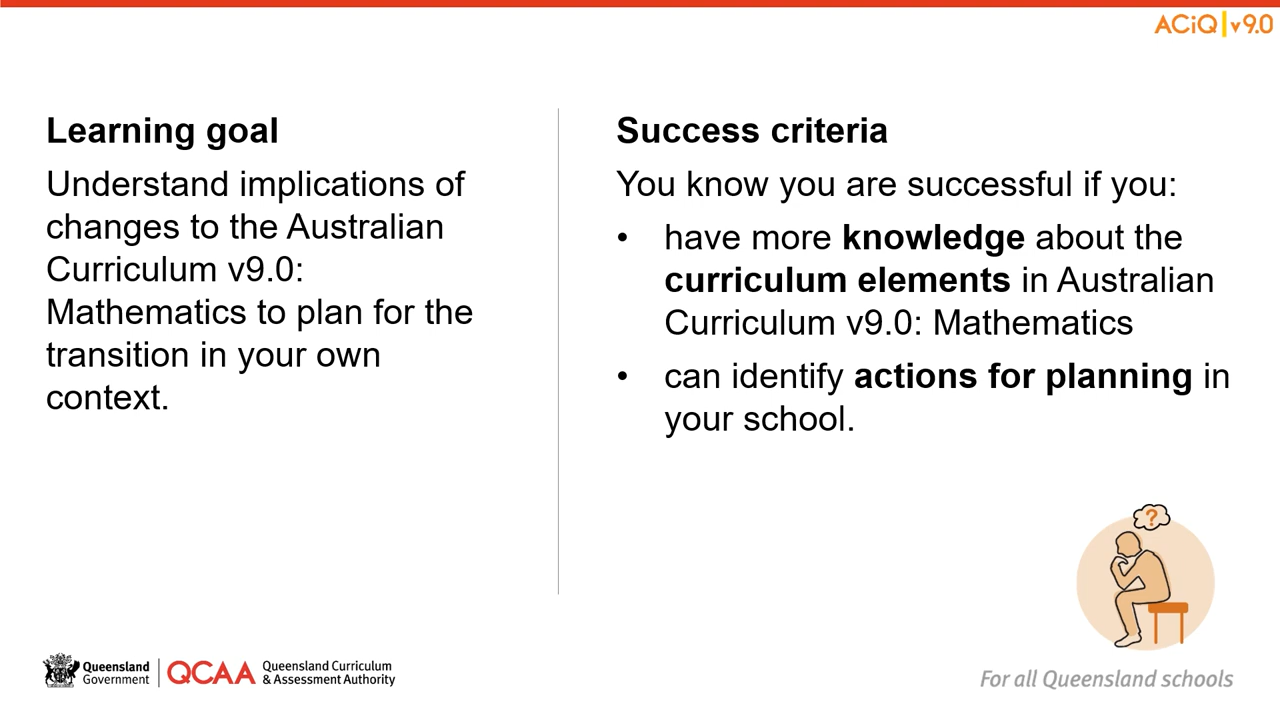 ACiQ v9.0
Learning goal
Understand implications of
changes to the Australian
Curriculum v9.0:
Mathematics to plan for the
transition in your own
context.
Success criteria
You know you are successful if you:
• have more knowledge about the
curriculum elements in Australian
Curriculum v9.0: Mathematics
• can identify actions for planning in
your school.
?
Queensland
Government
QCAA
Queensland Curriculum
& Assessment Authority
For all Queensland schools